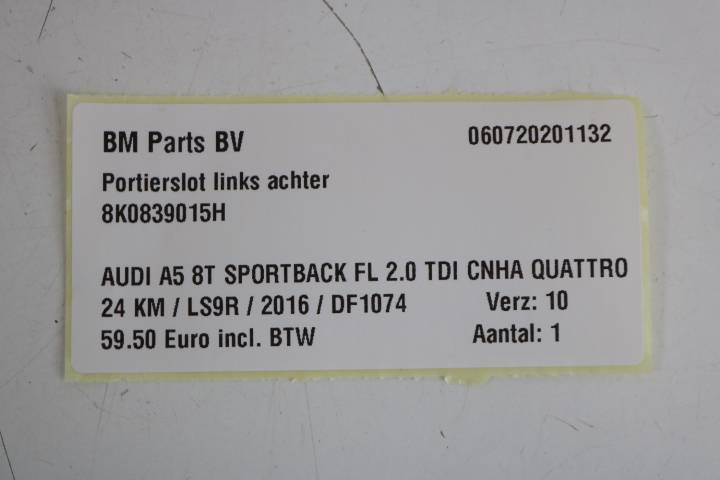 BM Parts BV 060720201132
Portierslot links achter
8K0839015H
AUDI A5 8T SPORTBACK FL 2.0 TDI CNHA QUATTRO
24 KM / LS9R / 2016 / DF1074 Verz: 10
59.50 Euro incl. BTW Aantal: 1